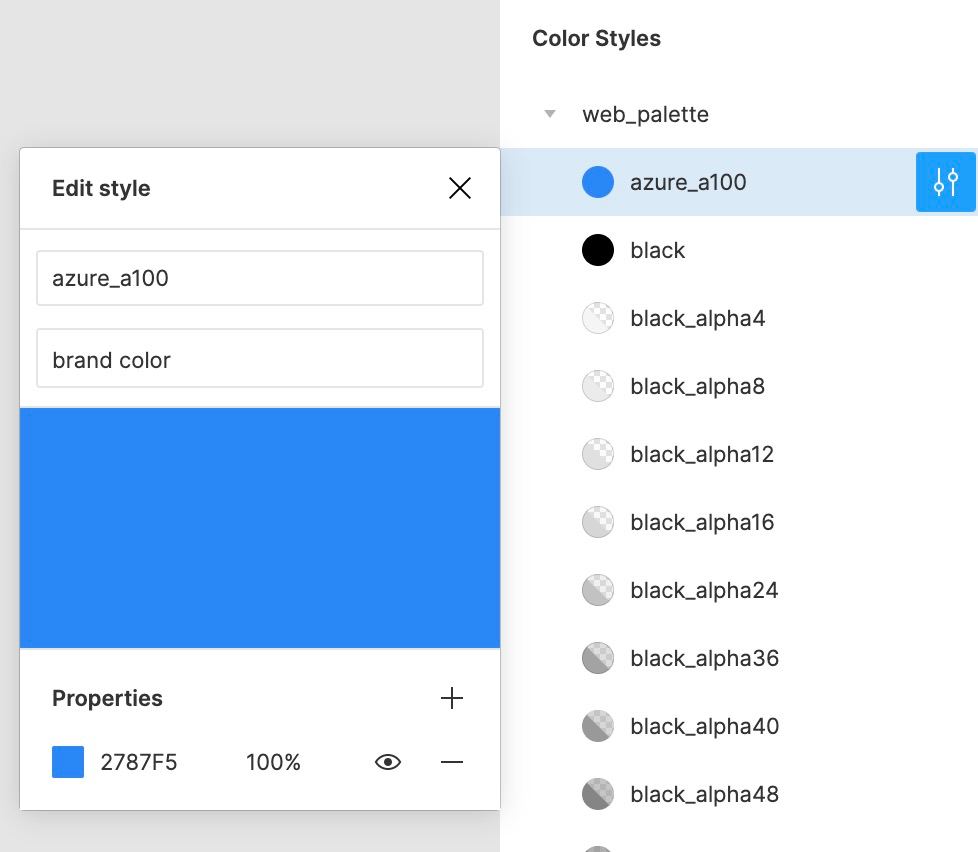 Color Styles
web_palette
azure_a100
black
black_alpha4
black_alpha8
black_alpha12
black_alpha16
black_alpha24
black_alpha36
black_alpha40
black_alpha48
Edit style
azure_a100
brand color
Properties
2787F5 100%